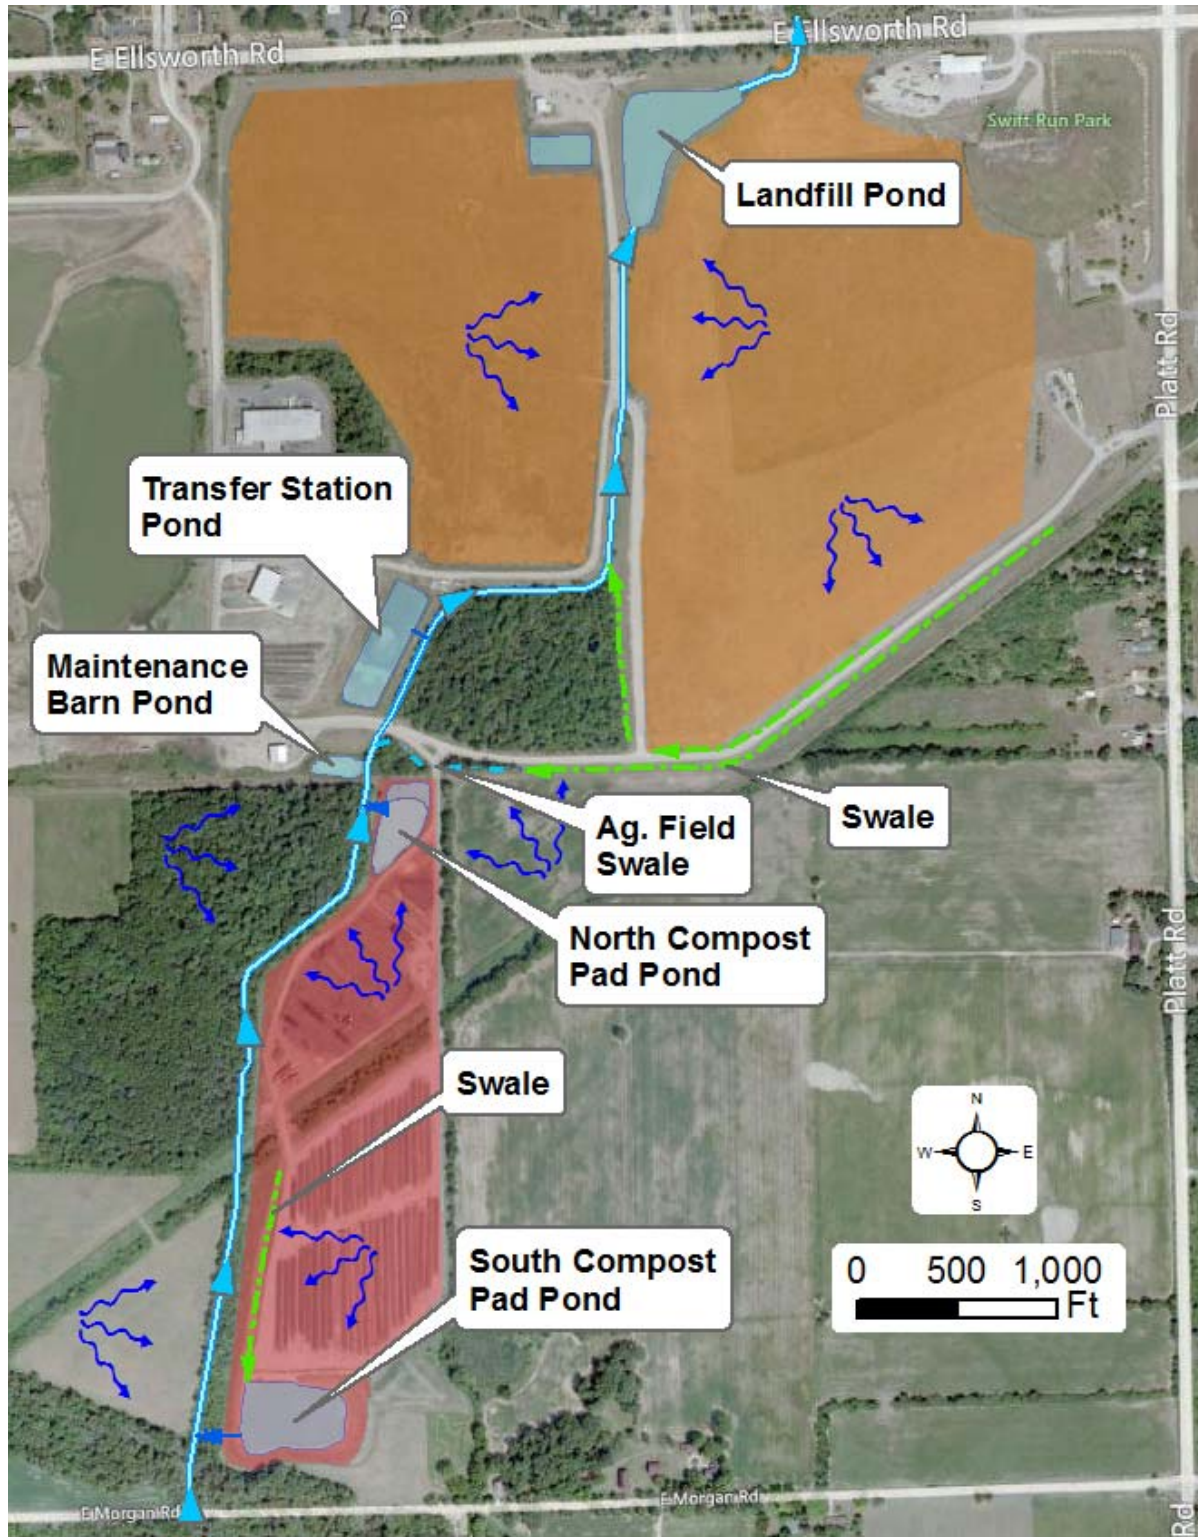 Ct
E Ellsworth Rd
E Ellsworth Rd
Swift Run Park
Landfill Pond
Platt Rd
Transfer Station
Pond
Maintenance
Barn Pond
Swale
Ag. Field
Swale
North Compost
Pad Pond
Platt Rd
Swale
N
W
E
S
South Compost
Pad Pond
0 500 1,000
Ft
E Morgan Rd
E Morgan Rd
Rd